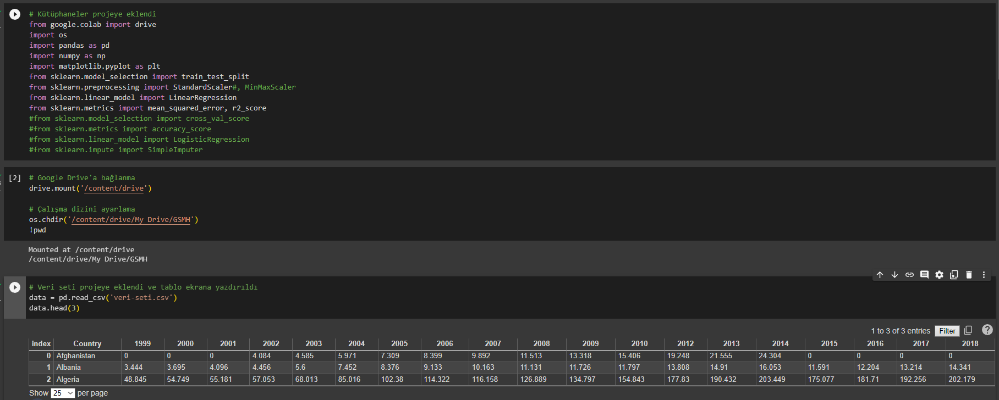 # Kütüphaneler projeye eklendi
from google.colab import drive
import os
import pandas as pd
import numpy as np
import matplotlib.pyplot as plt
from sklearn.model_selection import train_test_split
from sklearn.preprocessing import StandardScaler#, MinMaxScaler
from sklearn.linear_model import LinearRegression
from sklearn.metrics import mean_squared_error, r2_score
#from sklearn.model_selection import cross_val_score
#from sklearn.metrics import accuracy_score
#from sklearn.linear_model import LogisticRegression
#from sklearn.impute import SimpleImputer
[2] # Google Drive'a bağlanma
drive.mount('/content/drive')
# Çalışma dizini ayarlama
os.chdir('/content/drive/My Drive/GSMH')
!pwd
Mounted at /content/drive
/content/drive/My Drive/GSMH
# Veri seti projeye eklendi ve tablo ekrana yazdırıldı
data = pd.read_csv('veri-seti.csv')
data.head(3)
1 to 3 of 3 entries Filter
index Country 1999 2000 2001 2002 2003 2004 2005 2006 2007 2008 2009 2010 2012 2013 2014 2015 2016 2017 2018
0 Afghanistan 0 0 0 4.084 4.585 5.971 7.309 8.399 9.892 11.513 13.318 15.406 19.248 21.555 24.304 0 0 0 0
1 Albania 3.444 3.695 4.096 4.456 5.6 7.452 8.376 9.133 10.163 11.131 11.726 11.797 13.808 14.91 16.053 11.591 12.204 13.214 14.341
2 Algeria 48.845 54.749 55.181 57.053 68.013 85.016 102.38 114.322 116.158 126.889 134.797 154.843 177.83 190.432 203.449 175.077 181.71 192.256 202.179
Show 25 per page